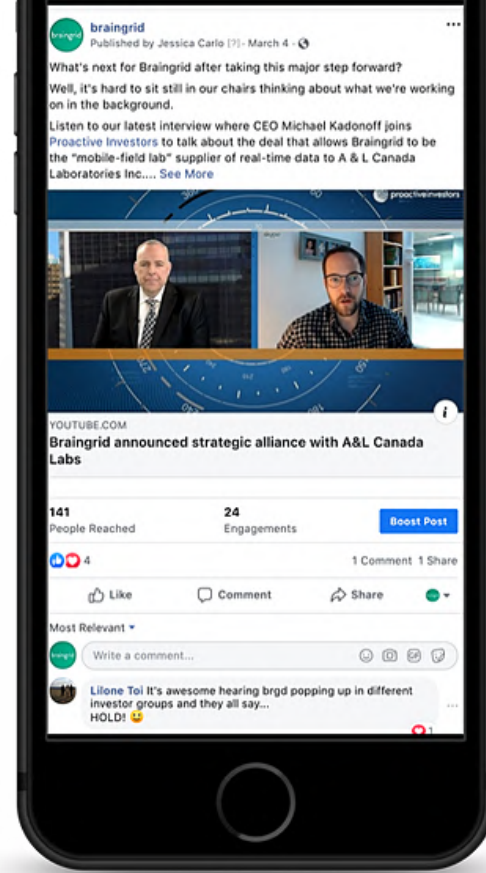 braingrid
Published by Jessica Carlo [?] · March 4 ·
What's next for Braingrid after taking this major step forward?
Well, it's hard to sit still in our chairs thinking about what we're working
on in the background.
Listen to our latest interview where CEO Michael Kadonoff joins
Proactive Investors to talk about the deal that allows Braingrid to be
the "mobile-field lab" supplier of real-time data to A & L Canada
Laboratories Inc.... See More
proactiveinvestors
YOUTUBE.COM
Braingrid announced strategic alliance with A&L Canada
Labs
141
People Reached
24
Engagements
Boost Post
4
1 Comment 1 Share
Like Comment Share
Most Relevant
Write a comment...
GIF
Lilone Toi It's awesome hearing brgd popping up in different
investor groups and they all say...
HOLD!
1